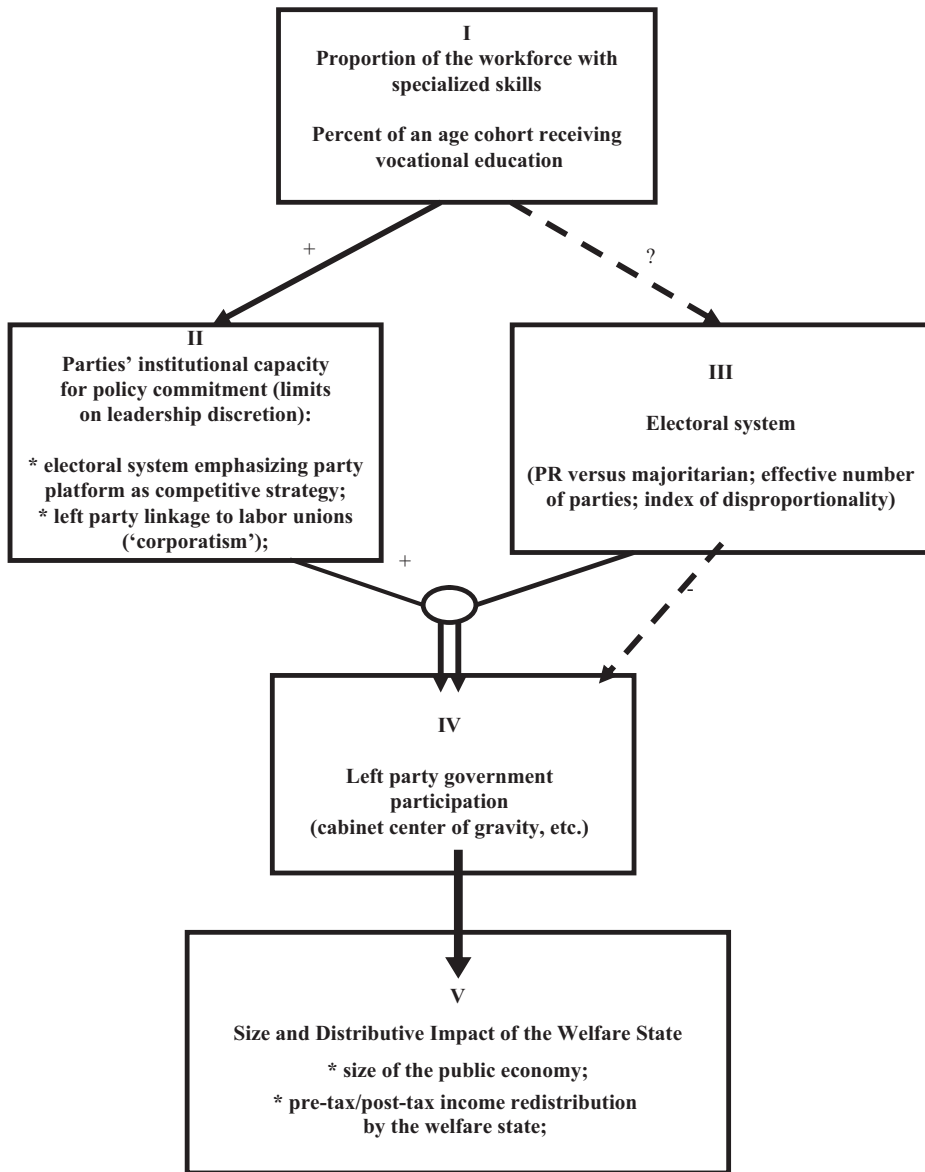 I
Proportion of the workforce with
specialized skills
Percent of an age cohort receiving
vocational education
+
?
II
Parties’ institutional capacity
for policy commitment (limits
on leadership discretion):
* electoral system emphasizing party
platform as competitive strategy;
* left party linkage to labor unions
(‘corporatism’);
III
Electoral system
(PR versus majoritarian; effective number
of parties; index of disproportionality)
+
-
IV
Left party government
participation
(cabinet center of gravity, etc.)
V
Size and Distributive Impact of the Welfare State
* size of the public economy;
* pre-tax/post-tax income redistribution
by the welfare state;